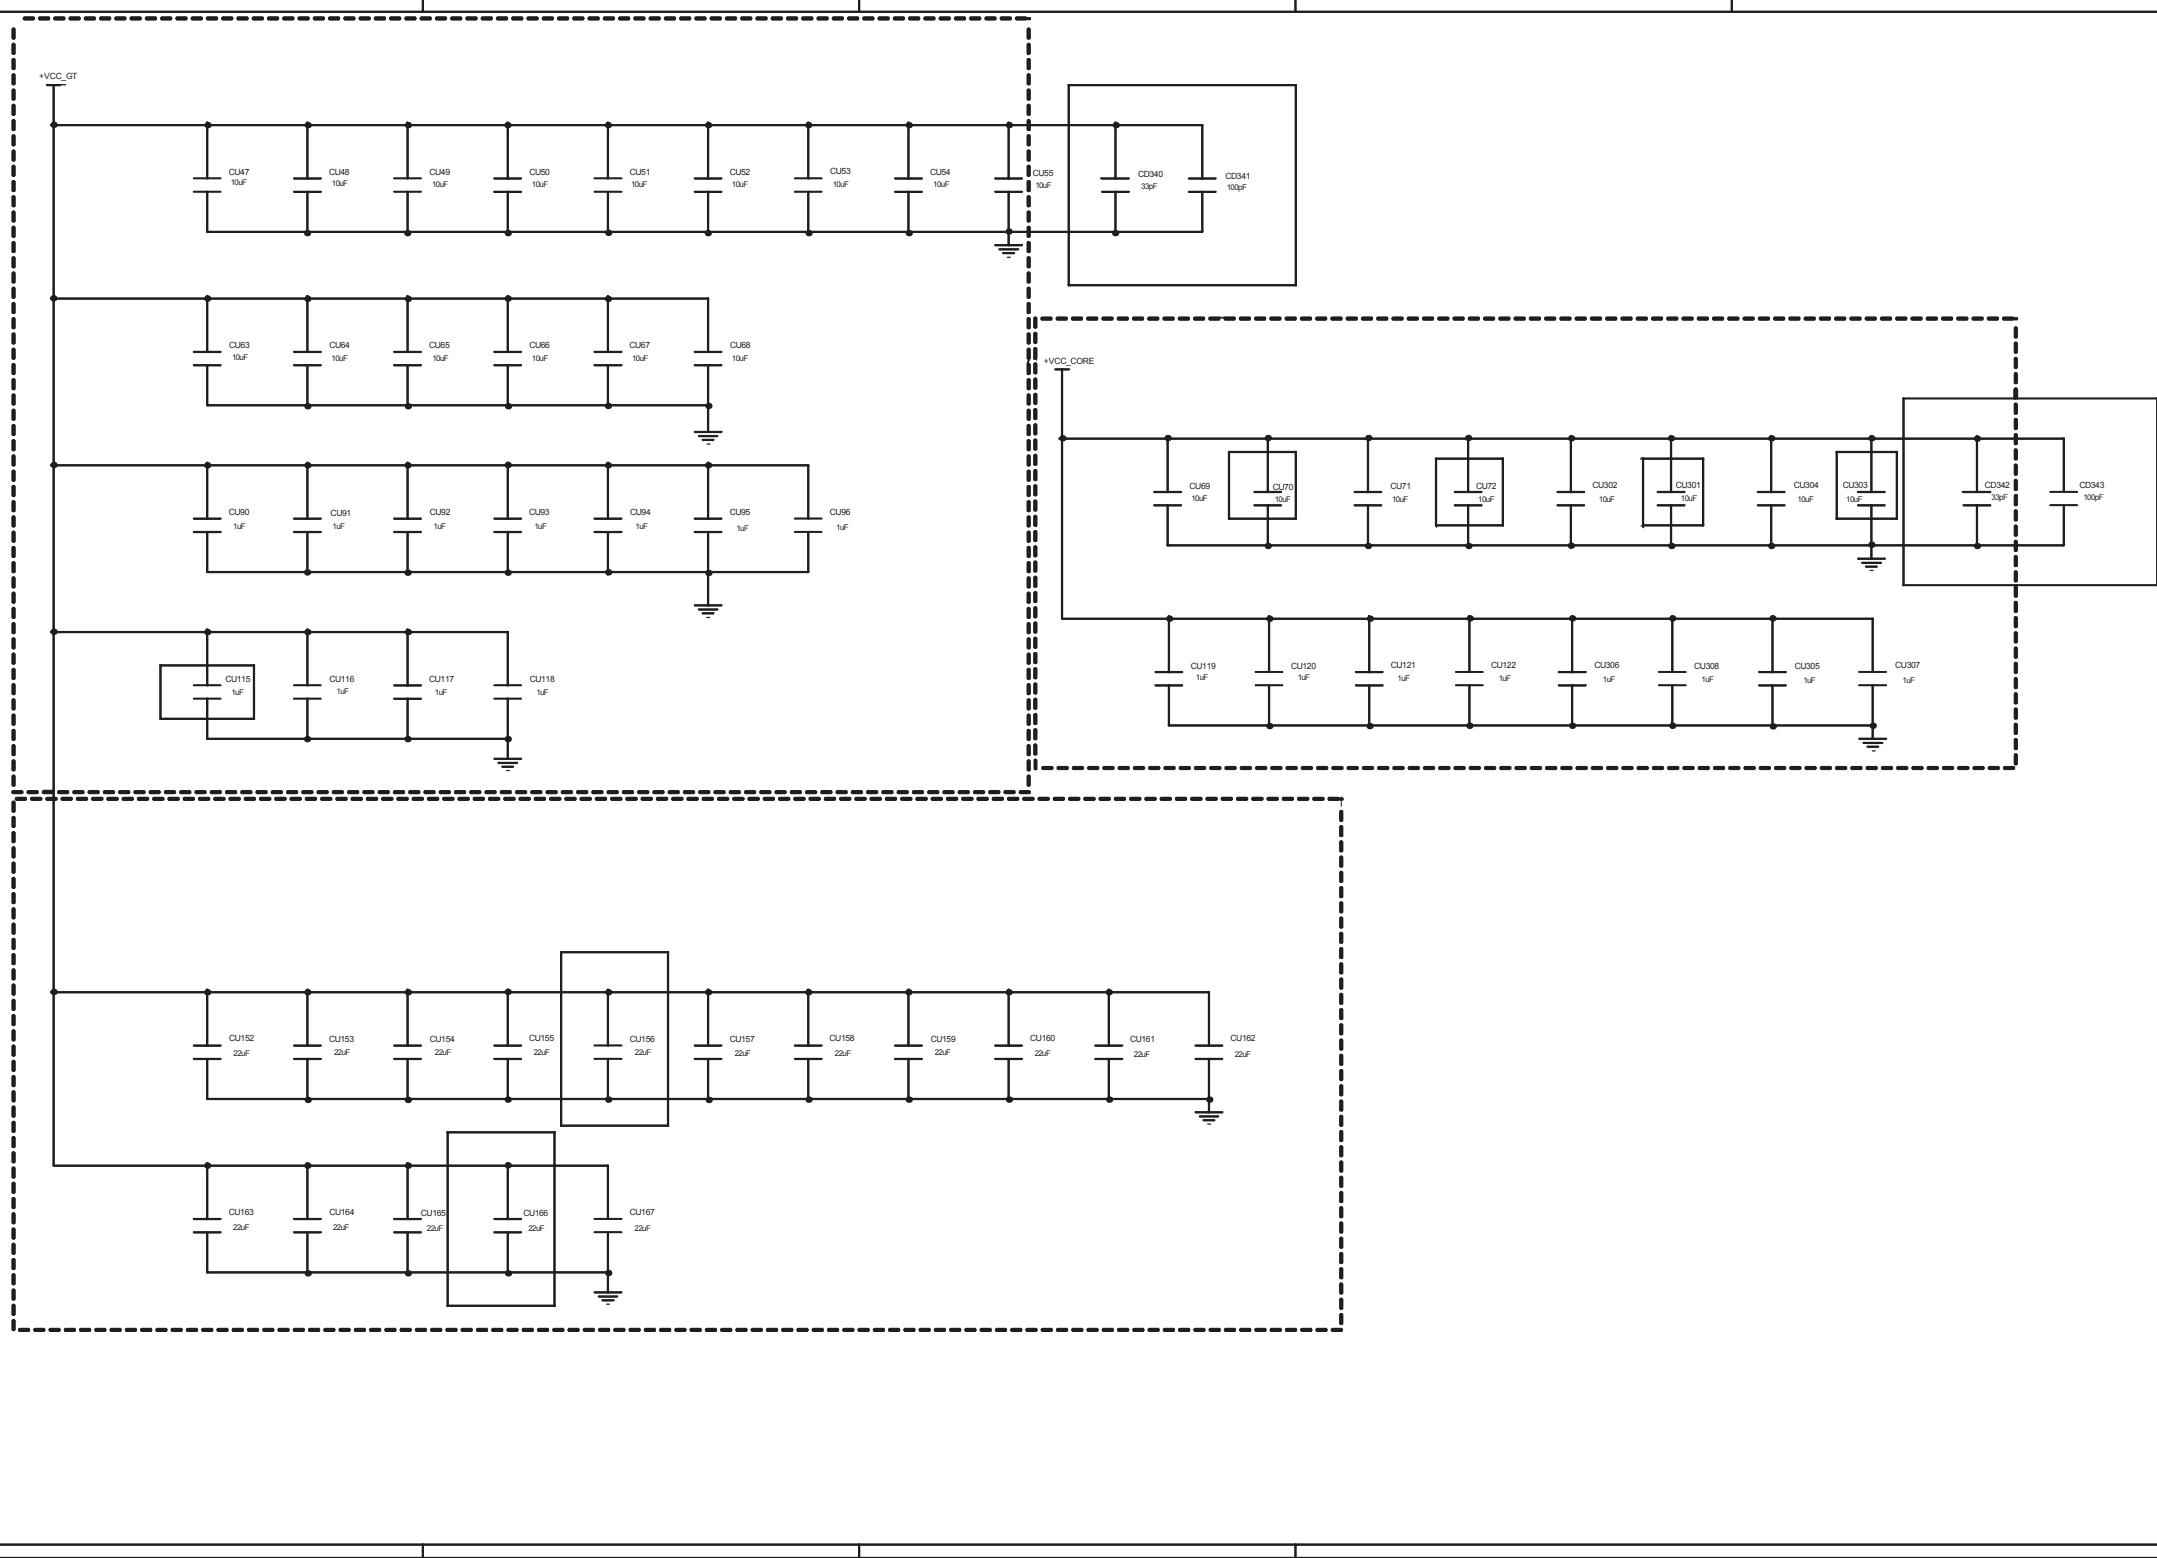 +VCC_GT
CU47
10uF
CU48
10uF
CU49
10uF
CU50
10uF
CU51
10uF
CU52
10uF
CU53
10uF
CU54
10uF
CU55
10uF
CD340
33pF
CD341
100pF
CU63
10uF
CU64
10uF
CU65
10uF
CU66
10uF
CU67
10uF
CU68
10uF
+VCC_CORE
CU69
10uF
CU70
10uF
CU71
10uF
CU72
10uF
CU302
10uF
CU301
10uF
CU304
10uF
CU303
10uF
CD342
33pF
CD343
100pF
CU90
1uF
CU91
1uF
CU92
1uF
CU93
1uF
CU94
1uF
CU95
1uF
CU96
1uF
CU119
1uF
CU120
1uF
CU121
1uF
CU122
1uF
CU306
1uF
CU308
1uF
CU305
1uF
CU307
1uF
CU115
1uF
CU116
1uF
CU117
1uF
CU118
1uF
CU152
22uF
CU153
22uF
CU154
22uF
CU155
22uF
CU156
22uF
CU157
22uF
CU158
22uF
CU159
22uF
CU160
22uF
CU161
22uF
CU162
22uF
CU163
22uF
CU164
22uF
CU165
22uF
CU166
22uF
CU167
22uF